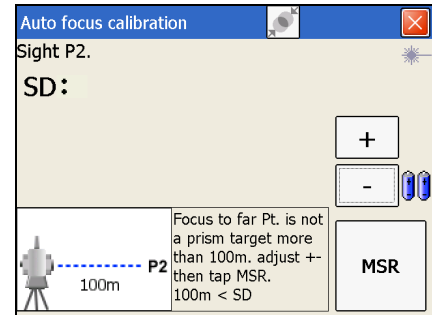 Auto focus calibration
Sight P2.
SD:
+
-
P2
100m
Focus to far Pt. is not
a prism target more
than 100m. adjust +-
then tap MSR.
100m < SD
MSR